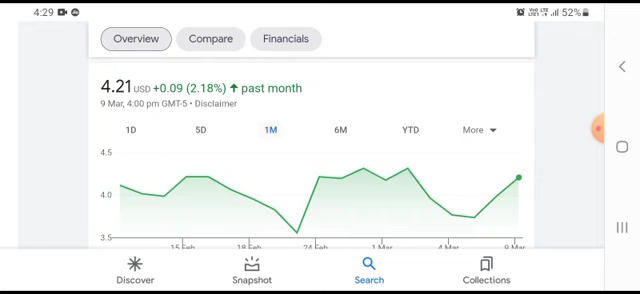 4:29 52%
Overview Compare Financials
4.21 USD +0.09 (2.18%) ↑ past month
9 Mar, 4:00 pm GMT-5 • Disclaimer
1D 5D 1M 6M YTD More
4.5
4.0
3.5
15 Feb 18 Feb 24 Feb 1 Mar 4 Mar 9 Mar
Discover Snapshot Search Collections